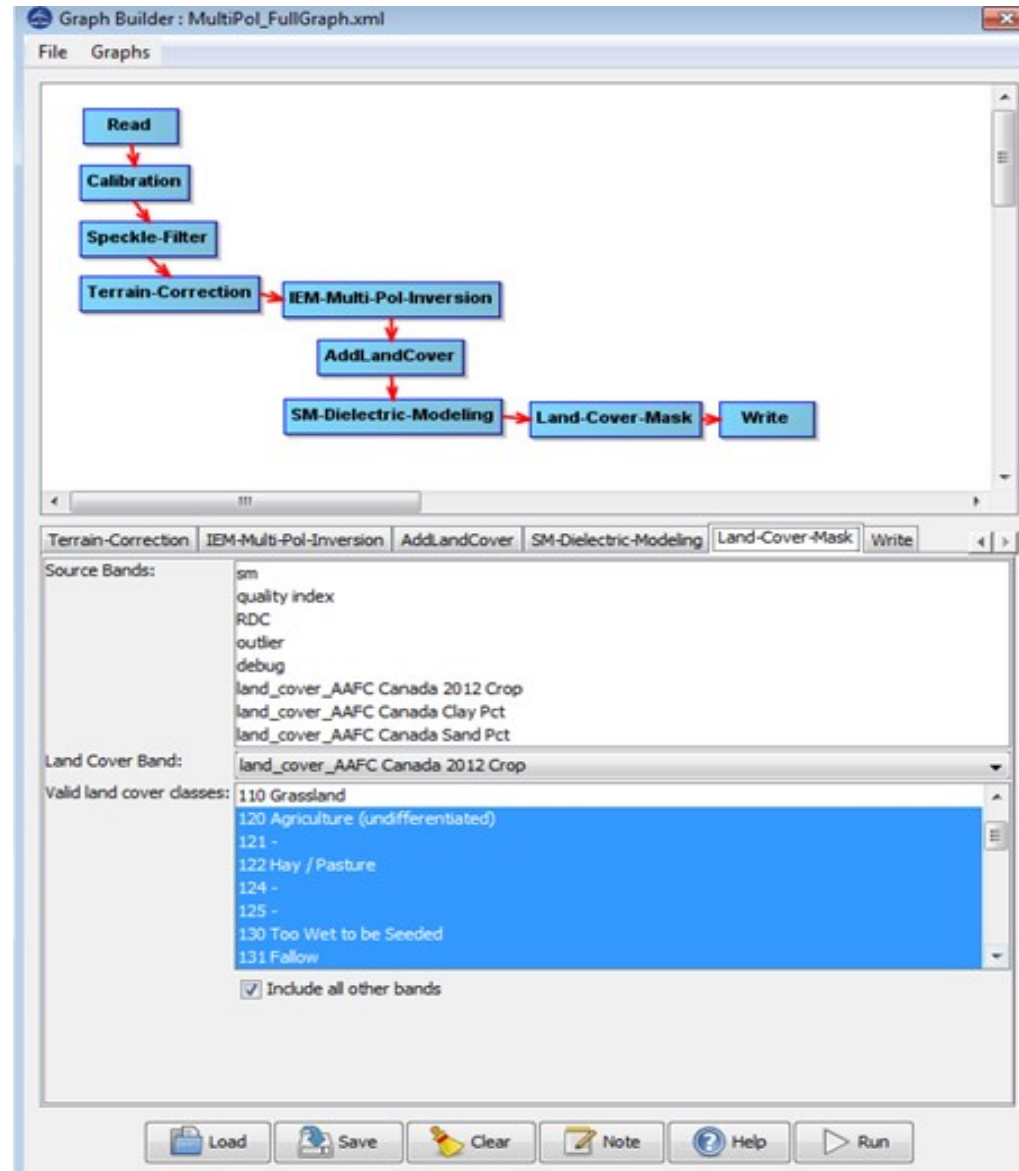 Graph Builder : MultiPol_FullGraph.xml
File Graphs
Read
Calibration
Speckle-Filter
Terrain-Correction
IEM-Multi-Pol-Inversion
AddLandCover
SM-Dielectric-Modeling
Land-Cover-Mask
Write
Terrain-Correction IEM-Multi-Pol-Inversion AddLandCover SM-Dielectric-Modeling Land-Cover-Mask Write
Source Bands:
sm
quality index
RDC
outlier
debug
land_cover_AAFC Canada 2012 Crop
land_cover_AAFC Canada Clay Pct
land_cover_AAFC Canada Sand Pct
Land Cover Band: land_cover_AAFC Canada 2012 Crop
Valid land cover classes: 110 Grassland
120 Agriculture (undifferentiated)
121 -
122 Hay / Pasture
124 -
125 -
130 Too Wet to be Seeded
131 Fallow
Include all other bands
Load Save Clear Note Help Run